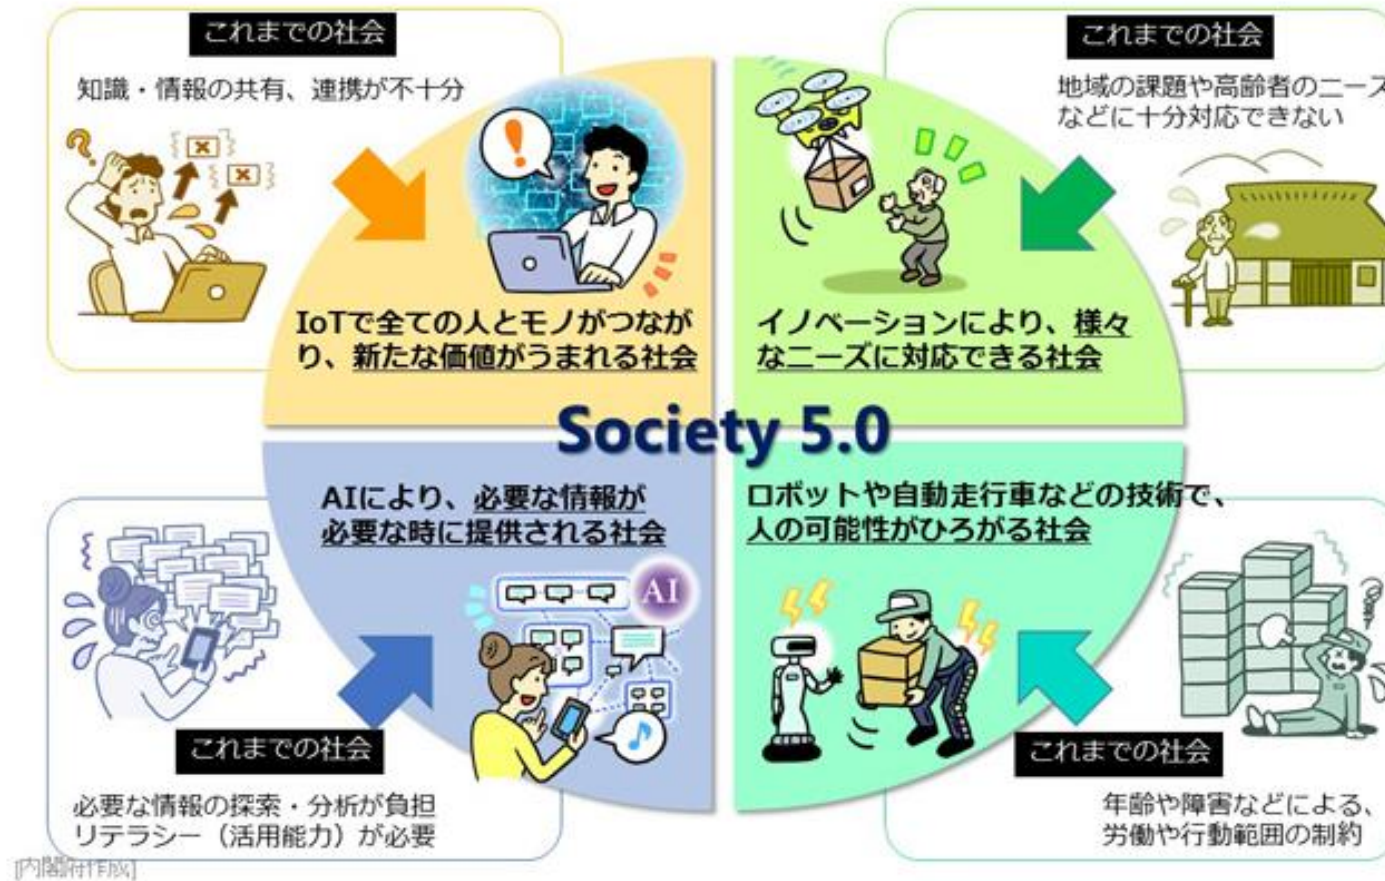 これまでの社会
知識・情報の共有、連携が不十分
IoTで全ての人とモノがつなが
り、新たな価値がうまれる社会
これまでの社会
地域の課題や高齢者のニーズ
などに十分対応できない
イノベーションにより、様々
なニーズに対応できる社会
Society 5.0
AIにより、必要な情報が
必要な時に提供される社会
AI
これまでの社会
必要な情報の探索・分析が負担
リテラシー（活用能力）が必要
ロボットや自動走行車などの技術で、
人の可能性がひろがる社会
これまでの社会
年齢や障害などによる、
労働や行動範囲の制約
[内閣府作成]